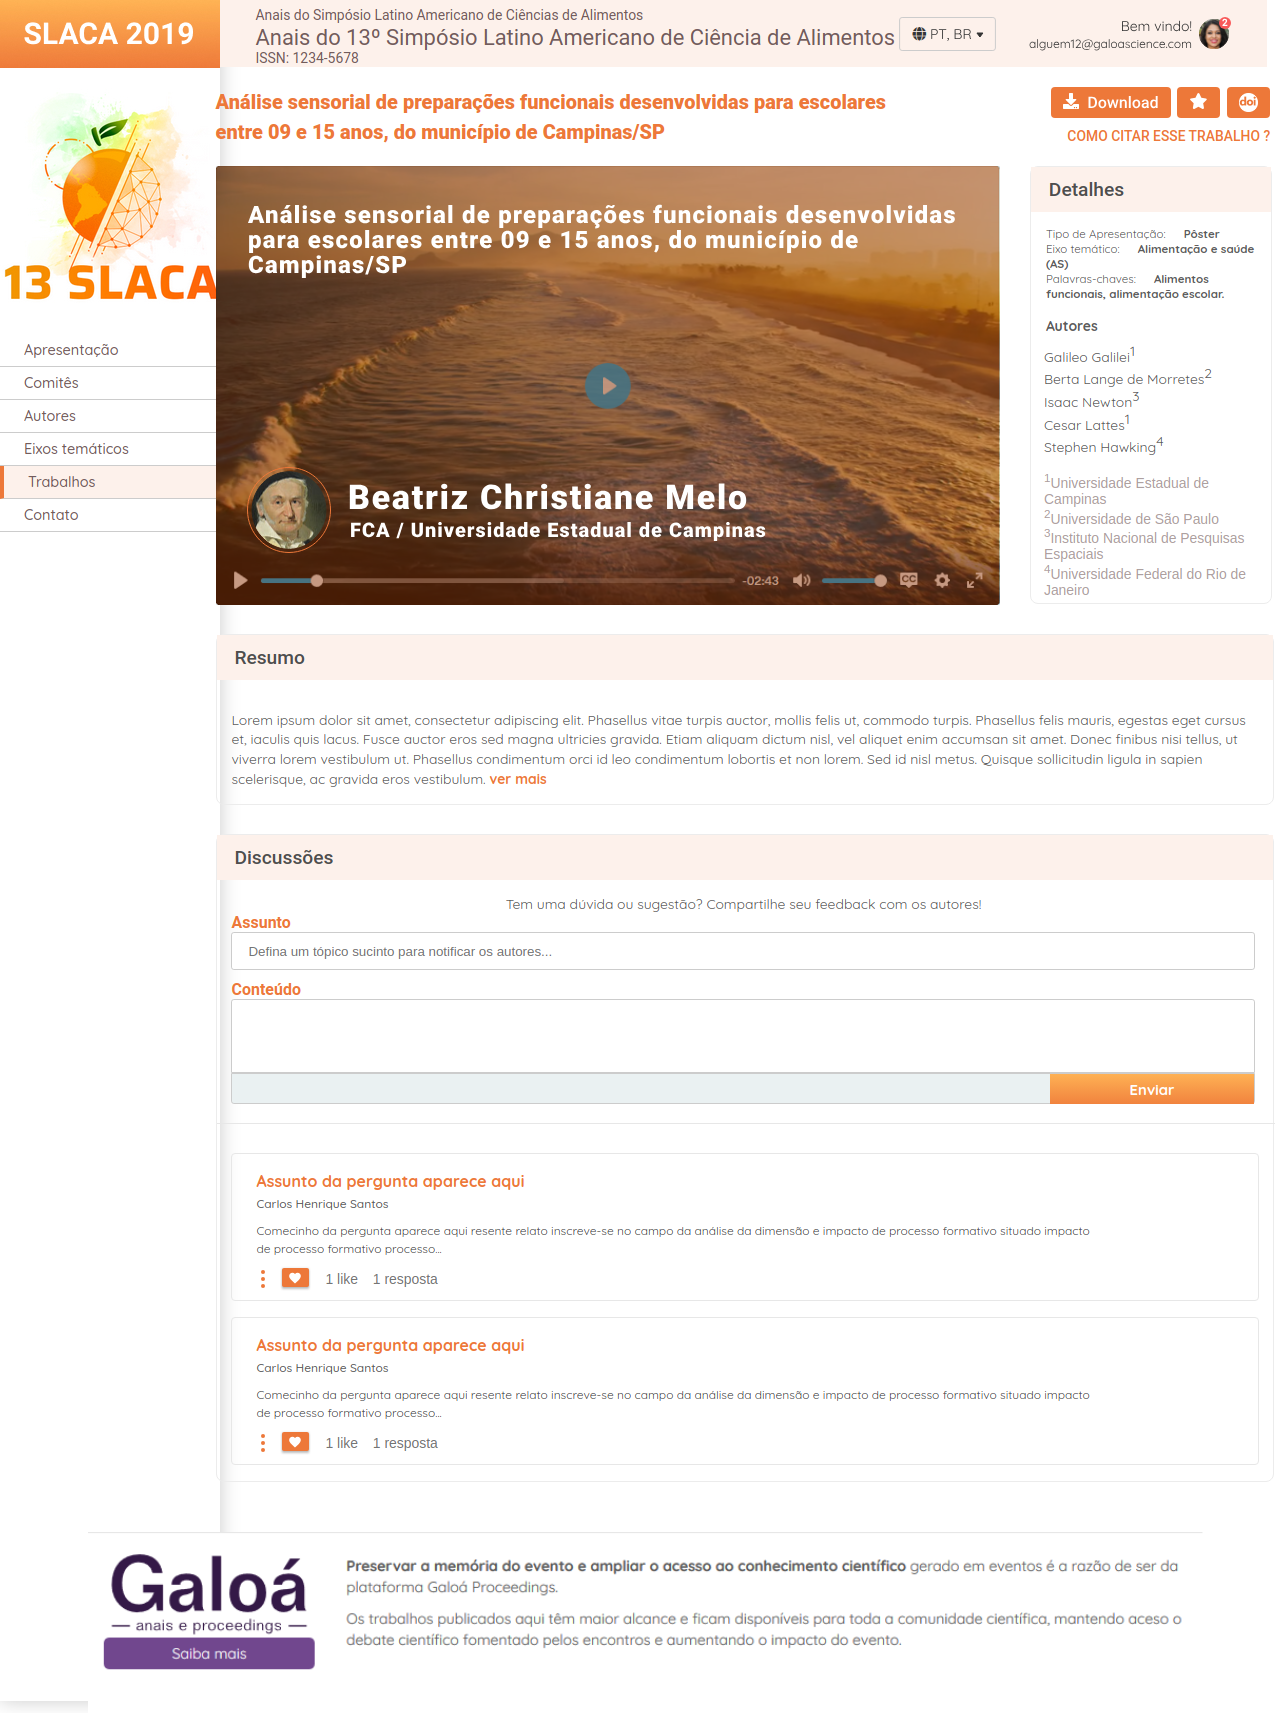 SLACA 2019
Anais do Simpósio Latino Americano de Ciências de Alimentos
Anais do 13º Simpósio Latino Americano de Ciência de Alimentos
ISSN: 1234-5678
PT, BR
Bem vindo!
alguem12@galoascience.com
2
13 SLACA
Apresentação
Comitês
Autores
Eixos temáticos
Trabalhos
Contato
Análise sensorial de preparações funcionais desenvolvidas para escolares
entre 09 e 15 anos, do município de Campinas/SP
Download
doi
COMO CITAR ESSE TRABALHO ?
Análise sensorial de preparações funcionais desenvolvidas
para escolares entre 09 e 15 anos, do município de
Campinas/SP
Beatriz Christiane Melo
FCA / Universidade Estadual de Campinas
-02:43
CC
Detalhes
Tipo de Apresentação: Pôster
Eixo temático: Alimentação e saúde
(AS)
Palavras-chaves: Alimentos
funcionais, alimentação escolar.
Autores
Galileo Galilei1
Berta Lange de Morretes2
Isaac Newton3
Cesar Lattes1
Stephen Hawking4
1Universidade Estadual de
Campinas
2Universidade de São Paulo
3Instituto Nacional de Pesquisas
Espaciais
4Universidade Federal do Rio de
Janeiro
Resumo
Lorem ipsum dolor sit amet, consectetur adipiscing elit. Phasellus vitae turpis auctor, mollis felis ut, commodo turpis. Phasellus felis mauris, egestas eget cursus
et, iaculis quis lacus. Fusce auctor eros sed magna ultricies gravida. Etiam aliquam dictum nisl, vel aliquet enim accumsan sit amet. Donec finibus nisi tellus, ut
viverra lorem vestibulum ut. Phasellus condimentum orci id leo condimentum lobortis et non lorem. Sed id nisl metus. Quisque sollicitudin ligula in sapien
scelerisque, ac gravida eros vestibulum. ver mais
Discussões
Tem uma dúvida ou sugestão? Compartilhe seu feedback com os autores!
Assunto
Defina um tópico sucinto para notificar os autores...
Conteúdo
Enviar
Assunto da pergunta aparece aqui
Carlos Henrique Santos
Comecinho da pergunta aparece aqui resente relato inscreve-se no campo da análise da dimensão e impacto de processo formativo situado impacto
de processo formativo processo...
1 like 1 resposta
Assunto da pergunta aparece aqui
Carlos Henrique Santos
Comecinho da pergunta aparece aqui resente relato inscreve-se no campo da análise da dimensão e impacto de processo formativo situado impacto
de processo formativo processo...
1 like 1 resposta
Galoá
anais e proceedings
Saiba mais
Preservar a memória do evento e ampliar o acesso ao conhecimento científico gerado em eventos é a razão de ser da
plataforma Galoá Proceedings.
Os trabalhos publicados aqui têm maior alcance e ficam disponíveis para toda a comunidade científica, mantendo aceso o
debate científico fomentado pelos encontros e aumentando o impacto do evento.